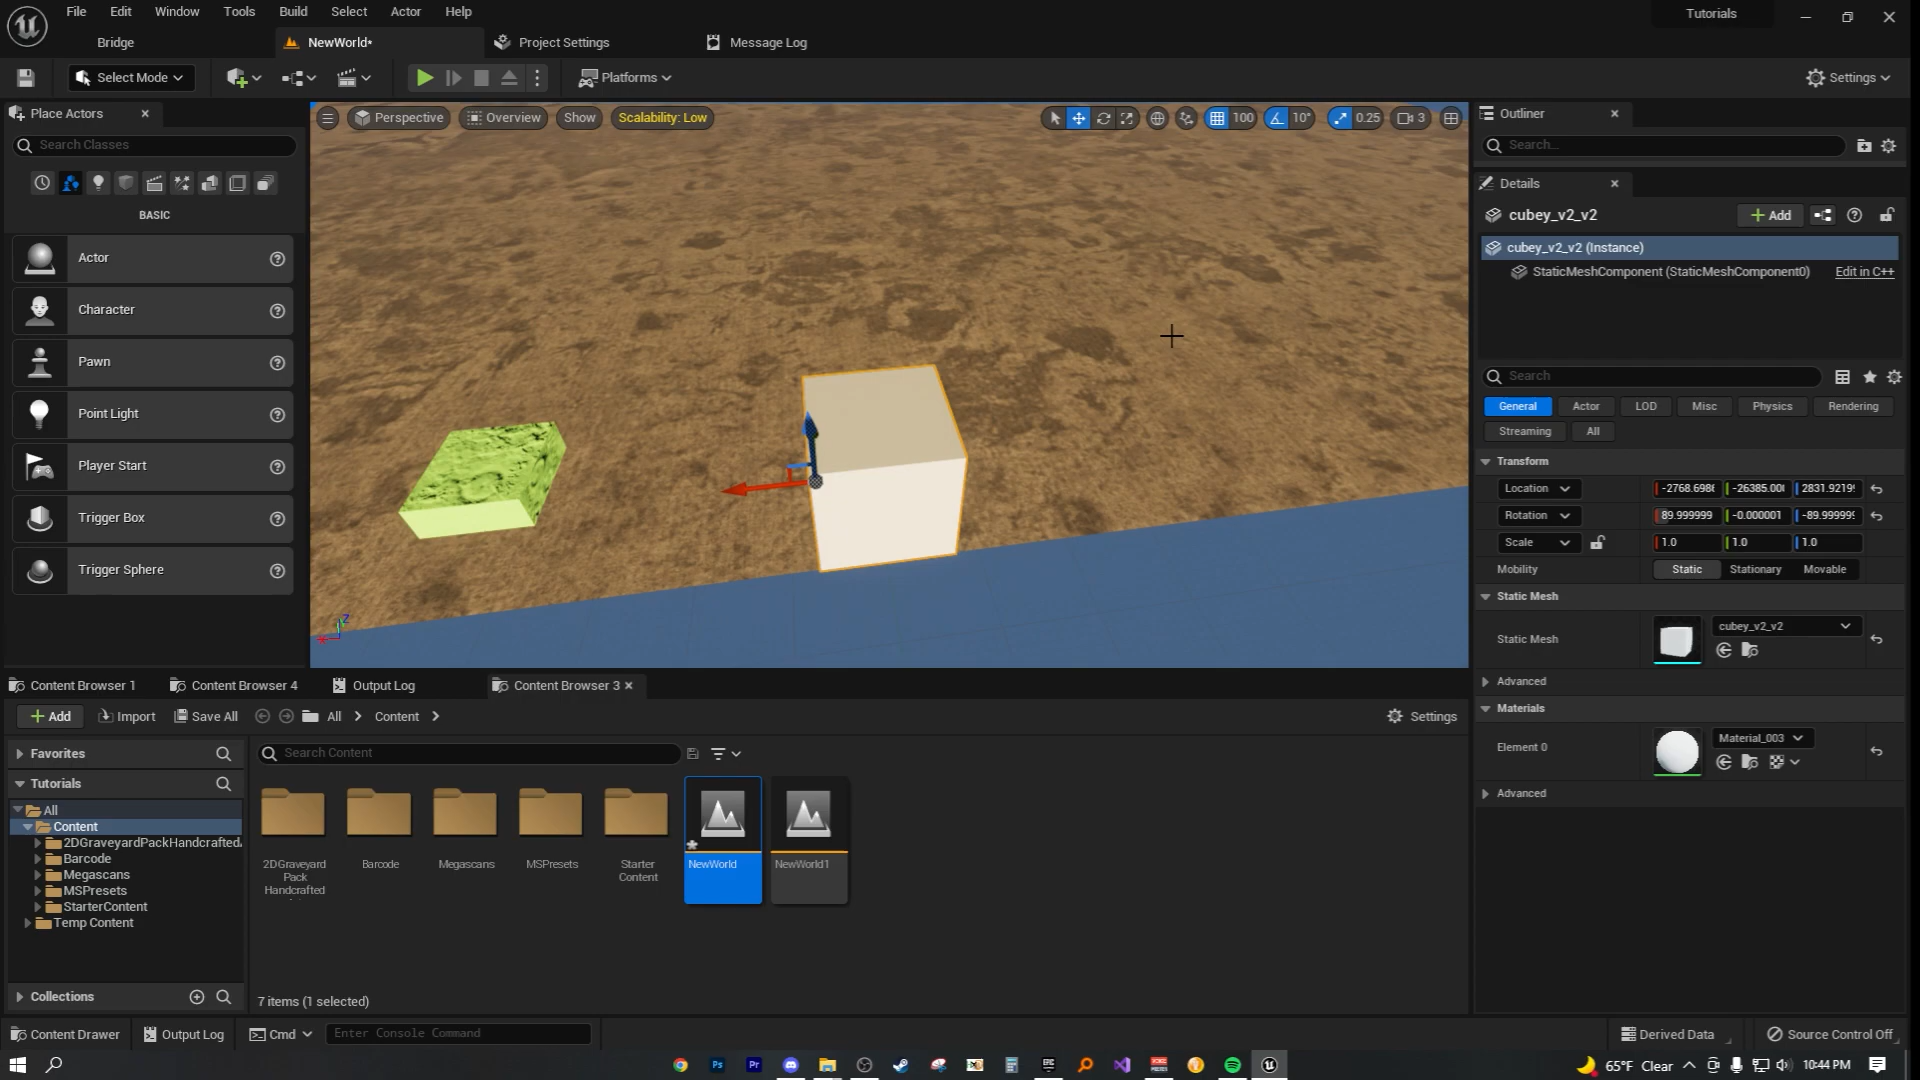 File Edit Window Tools Build Select Actor Help
Tutorials
Bridge
NewWorld*
Project Settings
Message Log
Select Mode
Platforms
Settings
Place Actors
Search Classes
BASIC
Actor
Character
Pawn
Point Light
Player Start
Trigger Box
Trigger Sphere
Perspective
Overview
Show
Scalability: Low
100
10°
0.25
3
Z
Outliner
Search...
Details
cubey_v2_v2
Add
cubey_v2_v2 (Instance)
StaticMeshComponent (StaticMeshComponent0) Edit in C++
Search
General Actor LOD Misc Physics Rendering
Streaming All
Transform
Location -2768.698 -26385.00 2831.9219
Rotation 89.999999 -0.000001 -89.999999
Scale 1.0 1.0 1.0
Mobility Static Stationary Movable
Static Mesh
Static Mesh cubey_v2_v2
Advanced
Materials
Element 0 Material_003
Advanced
Content Browser 1
Content Browser 4
Output Log
Content Browser 3
Add Import Save All All Content Settings
Favorites
Tutorials
All
Content
2DGraveyardPackHandcrafted
Barcode
Megascans
MSPresets
StarterContent
Temp Content
Collections
Search Content
2DGraveyard
Pack
Handcrafted
Barcode
Megascans
MSPresets
Starter
Content
NewWorld
NewWorld1
7 items (1 selected)
Content Drawer Output Log Cmd Enter Console Command Derived Data Source Control Off
Ps Pr
65°F Clear 10:44 PM